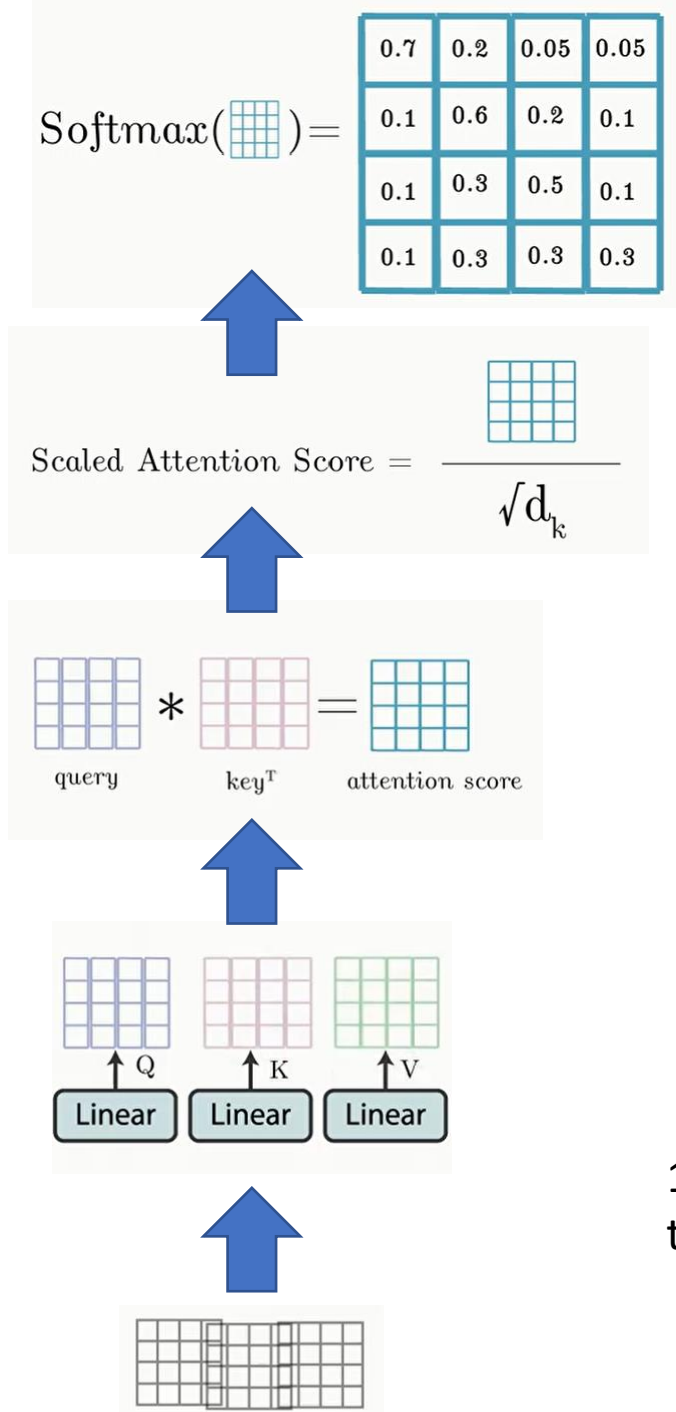 Softmax( )=
0.7 0.2 0.05 0.05
0.1 0.6 0.2 0.1
0.1 0.3 0.5 0.1
0.1 0.3 0.3 0.3
Scaled Attention Score =
√d_k
* =
query key^T attention score
Q K V
Linear Linear Linear